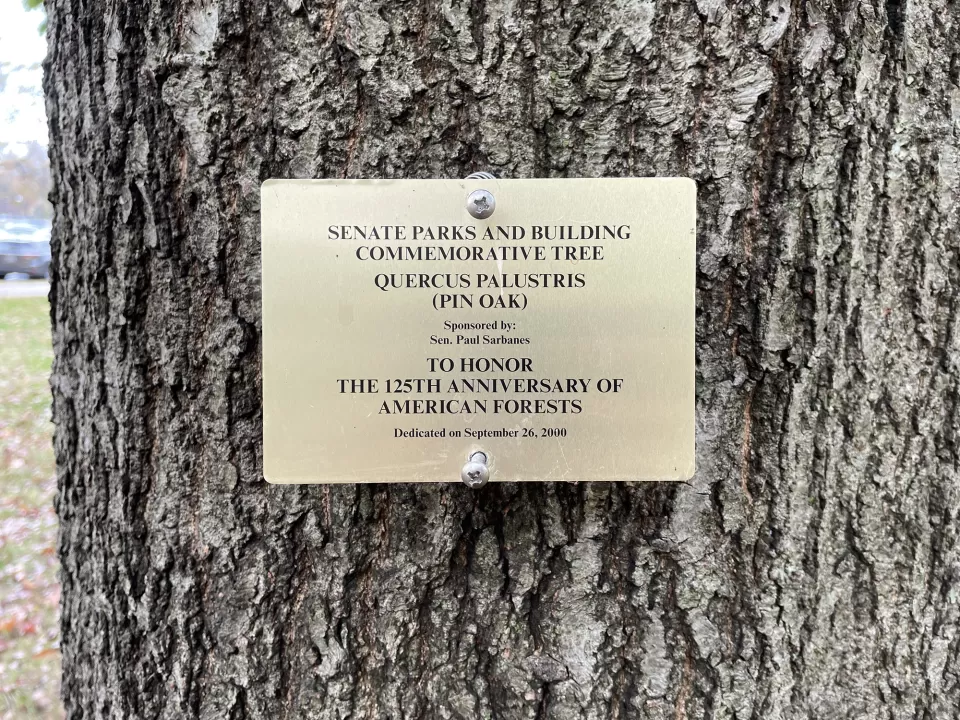 SENATE PARKS AND BUILDING
COMMEMORATIVE TREE
QUERCUS PALUSTRIS
(PIN OAK)
Sponsored by:
Sen. Paul Sarbanes
TO HONOR
THE 125TH ANNIVERSARY OF
AMERICAN FORESTS
Dedicated on September 26, 2000